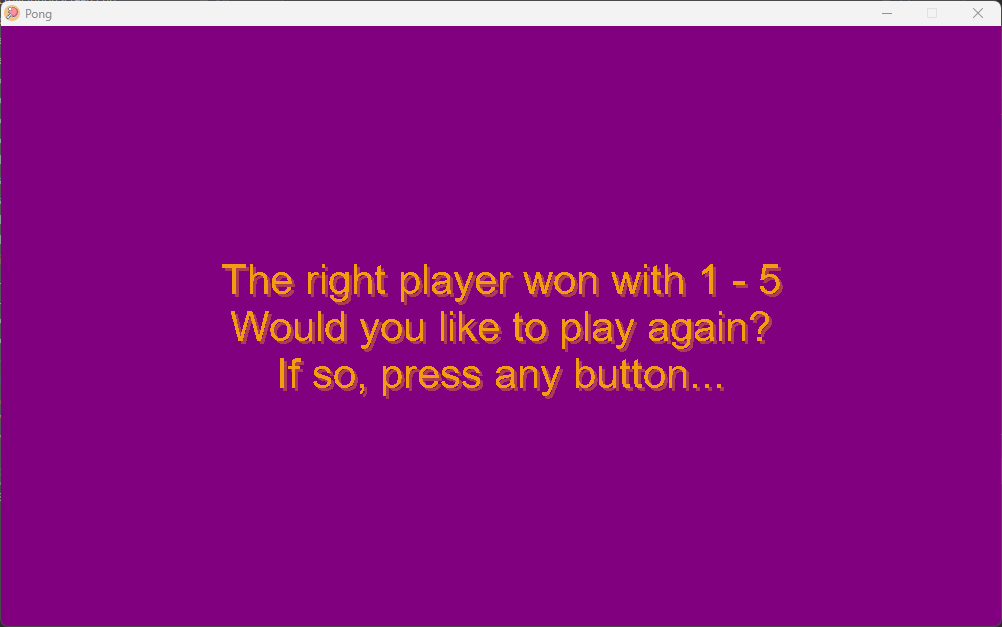 Pong
The right player won with 1 - 5
Would you like to play again?
If so, press any button...